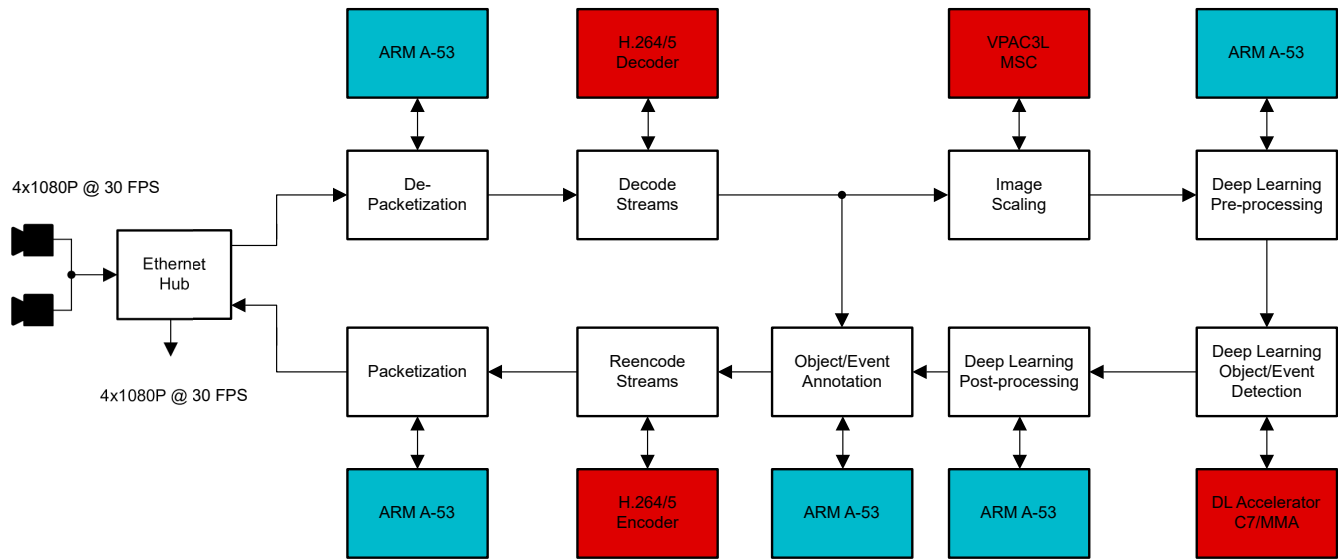 ARM A-53
H.264/5
Decoder
VPAC3L
MSC
ARM A-53
4x1080P @ 30 FPS
De-
Packetization
Decode
Streams
Image
Scaling
Deep Learning
Pre-processing
Ethernet
Hub
4x1080P @ 30 FPS
Packetization
Reencode
Streams
Object/Event
Annotation
Deep Learning
Post-processing
Deep Learning
Object/Event
Detection
ARM A-53
H.264/5
Encoder
ARM A-53
ARM A-53
DL Accelerator
C7/MMA